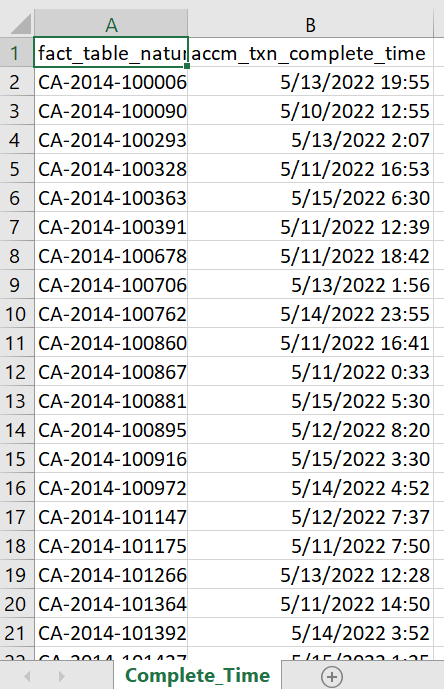 A B
1 fact_table_natur accm_txn_complete_time
2 CA-2014-100006 5/13/2022 19:55
3 CA-2014-100090 5/10/2022 12:55
4 CA-2014-100293 5/13/2022 2:07
5 CA-2014-100328 5/11/2022 16:53
6 CA-2014-100363 5/15/2022 6:30
7 CA-2014-100391 5/11/2022 12:39
8 CA-2014-100678 5/11/2022 18:42
9 CA-2014-100706 5/13/2022 1:56
10 CA-2014-100762 5/14/2022 23:55
11 CA-2014-100860 5/11/2022 16:41
12 CA-2014-100867 5/11/2022 0:33
13 CA-2014-100881 5/15/2022 5:30
14 CA-2014-100895 5/12/2022 8:20
15 CA-2014-100916 5/15/2022 3:30
16 CA-2014-100972 5/14/2022 4:52
17 CA-2014-101147 5/12/2022 7:37
18 CA-2014-101175 5/11/2022 7:50
19 CA-2014-101266 5/13/2022 12:28
20 CA-2014-101364 5/11/2022 14:50
21 CA-2014-101392 5/14/2022 3:52
Complete_Time